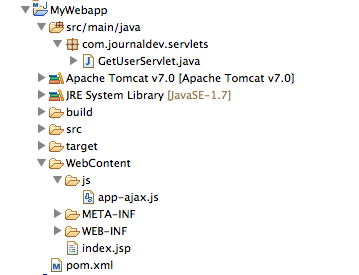 MyWebapp
src/main/java
com.journaldev.servlets
GetUserServlet.java
Apache Tomcat v7.0 [Apache Tomcat v7.0]
JRE System Library [JavaSE-1.7]
build
src
target
WebContent
js
app-ajax.js
META-INF
WEB-INF
index.jsp
pom.xml